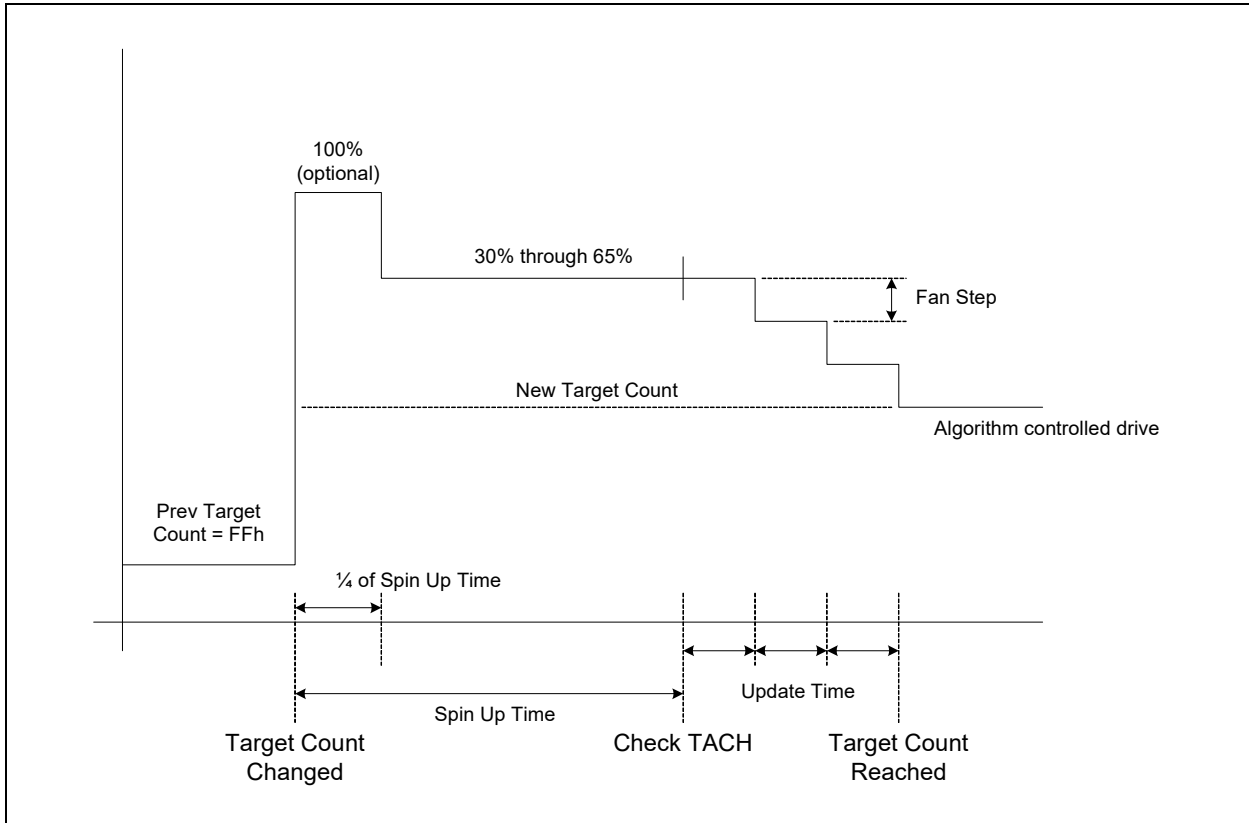 100%
(optional)
30% through 65%
Fan Step
New Target Count
Algorithm controlled drive
Prev Target
Count = FFh
¼ of Spin Up Time
Update Time
Spin Up Time
Target Count
Changed
Check TACH
Target Count
Reached